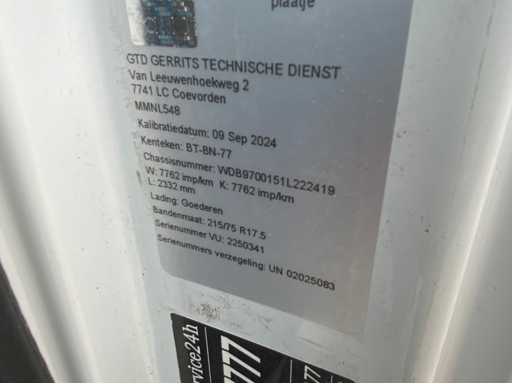 plaatje
GTD GERRITS TECHNISCHE DIENST
Van Leeuwenhoekweg 2
7741 LC Coevorden
MMNL548
Kalibratiedatum: 09 Sep 2024
Kenteken: BT-BN-77
Chassisnummer: WDB9700151L222419
W: 7762 imp/km K: 7762 imp/km
L: 2332 mm
Lading: Goederen
Bandenmaat: 215/75 R17.5
Serienummer VU: 2250341
Serienummers verzegeling: UN 02025083
service24h